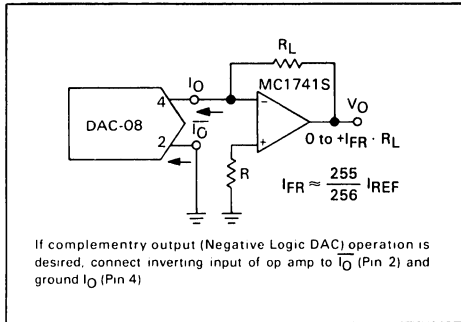 RL
IO
MC1741S
4
VO
DAC-08
IO
2
0 to +IFR · RL
R
IFR ≈ 255/256 IREF
If complementry output (Negative Logic DAC) operation is
desired, connect inverting input of op amp to IO (Pin 2) and
ground IO (Pin 4)